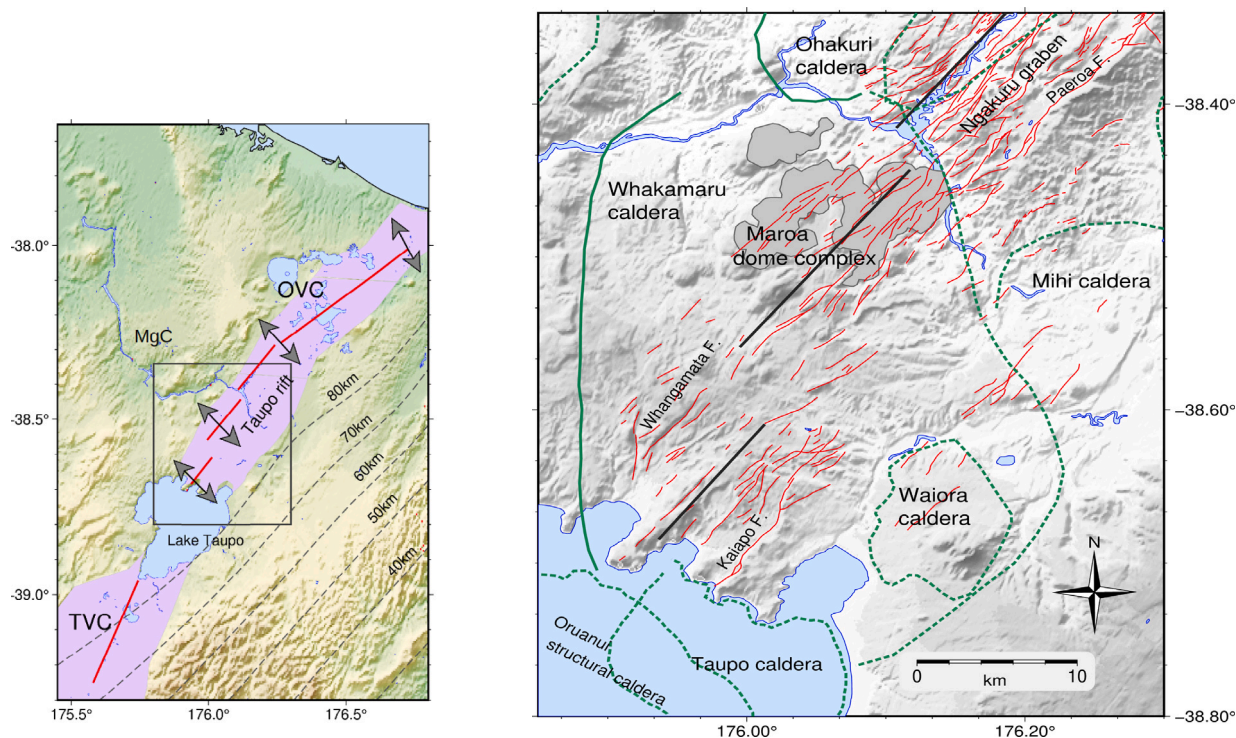 -38.0°
-38.5°
-39.0°
175.5°
176.0°
176.5°
OVC
MgC
Taupo rift
80km
70km
60km
50km
40km
Lake Taupo
TVC
Ohakuri
caldera
Ngakuru graben
Paeroa F.
Whakamaru
caldera
Maroa
dome complex
Mihi caldera
Whangamata F.
Waiora
caldera
Kaiapo F.
Oruanui
structural caldera
Taupo caldera
N
0
10
km
−38.40°
−38.60°
−38.80°
176.00°
176.20°